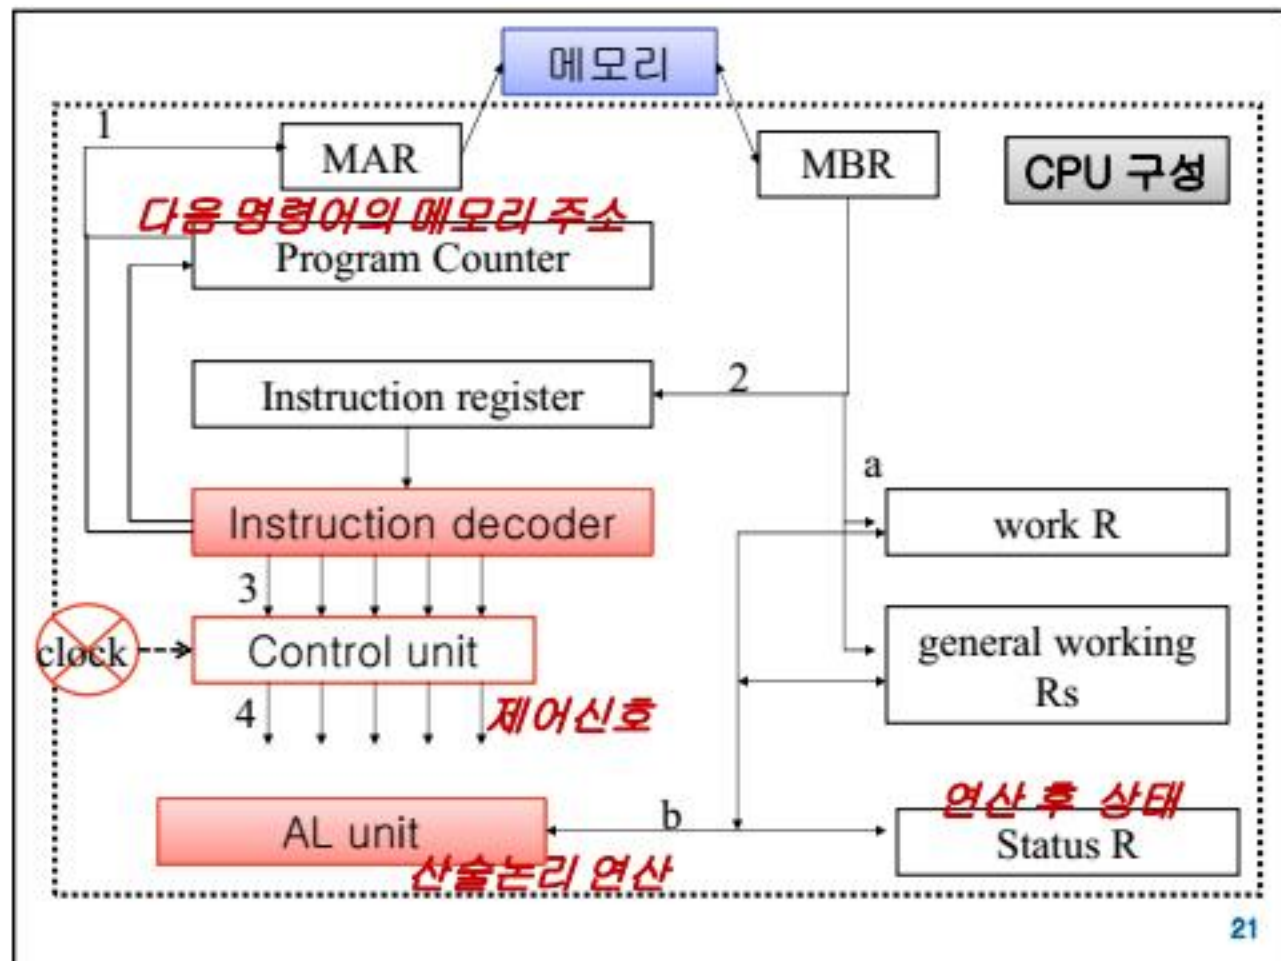 메모리
1
MAR
MBR
CPU 구성
다음 명령어의 메모리 주소
Program Counter
Instruction register
2
a
Instruction decoder
work R
3
clock
Control unit
general working
Rs
4
제어신호
연산 후 상태
AL unit
b
Status R
산술논리 연산
21